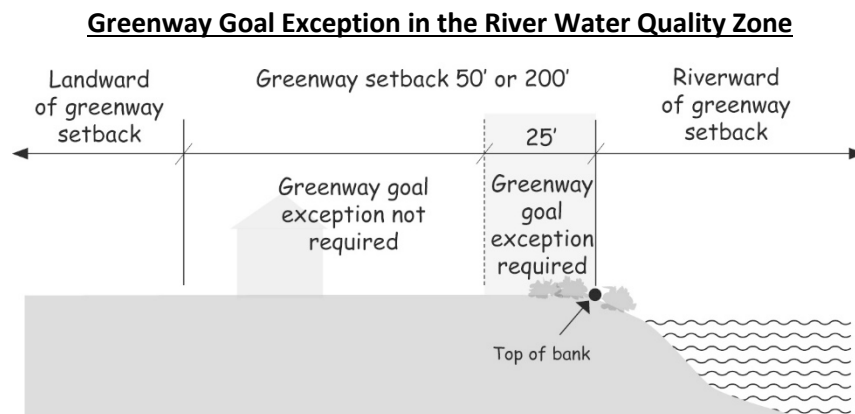 Greenway Goal Exception in the River Water Quality Zone
Landward
of greenway
setback
Greenway setback 50' or 200'
Riverward
of greenway
setback
25'
Greenway goal
exception not
required
Greenway
goal
exception
required
Top of bank